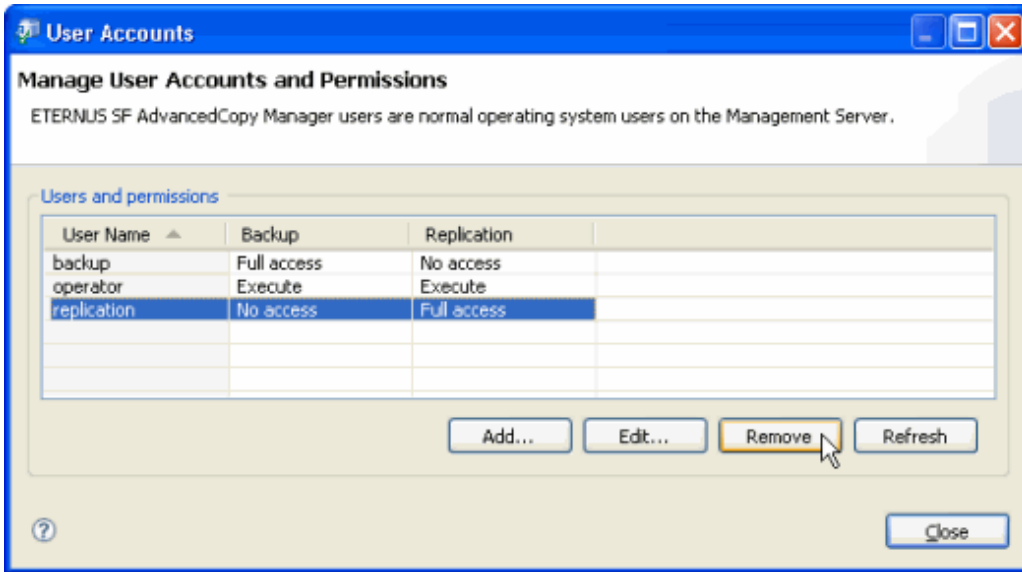 User Accounts
Manage User Accounts and Permissions
ETERNUS SF AdvancedCopy Manager users are normal operating system users on the Management Server.
Users and permissions
User Name Backup Replication
backup Full access No access
operator Execute Execute
replication No access Full access
Add... Edit... Remove Refresh
?
Close